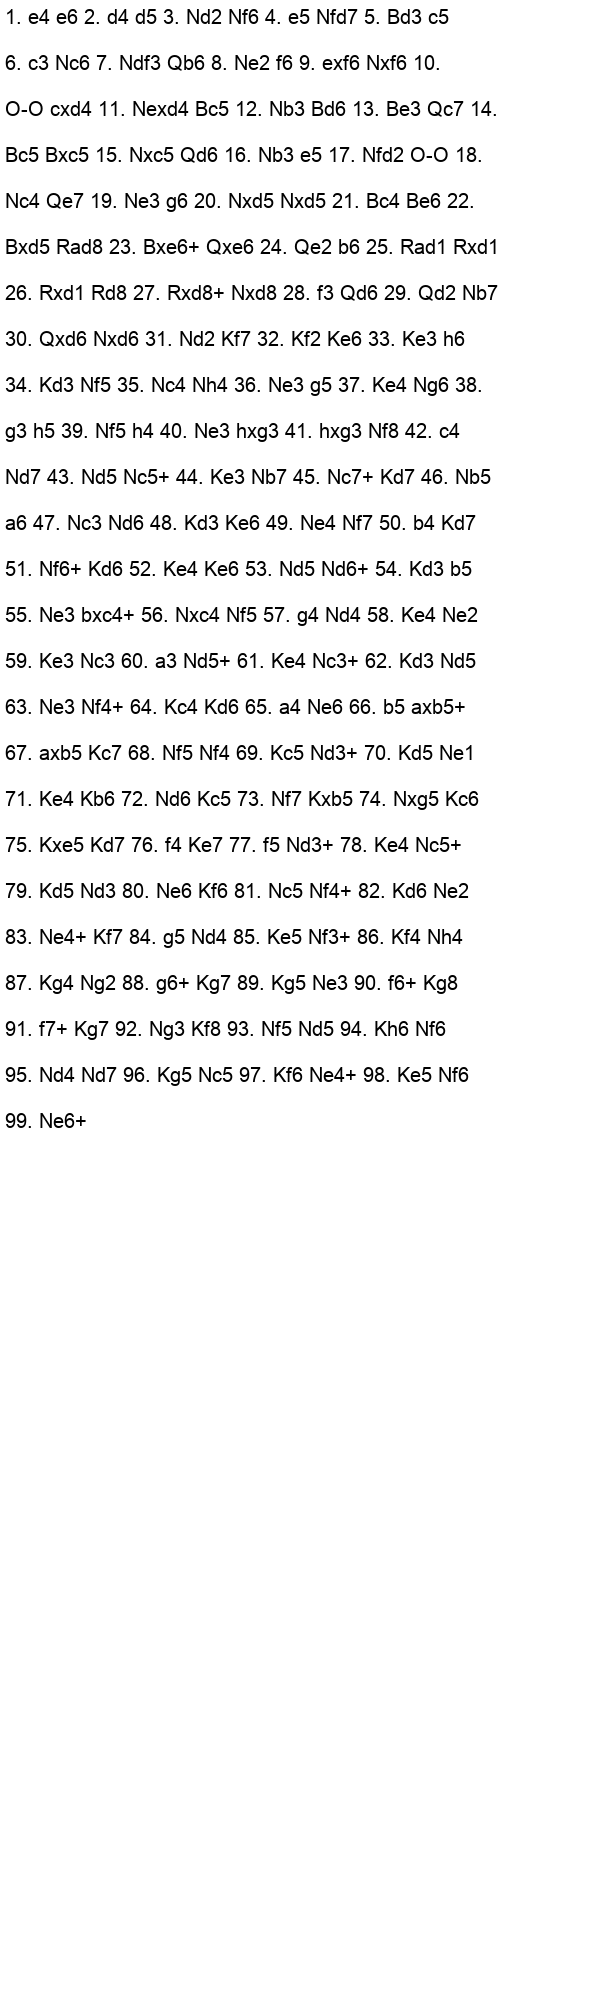 1. e4 e6 2. d4 d5 3. Nd2 Nf6 4. e5 Nfd7 5. Bd3 c5
6. c3 Nc6 7. Ndf3 Qb6 8. Ne2 f6 9. exf6 Nxf6 10.
O-O cxd4 11. Nexd4 Bc5 12. Nb3 Bd6 13. Be3 Qc7 14.
Bc5 Bxc5 15. Nxc5 Qd6 16. Nb3 e5 17. Nfd2 O-O 18.
Nc4 Qe7 19. Ne3 g6 20. Nxd5 Nxd5 21. Bc4 Be6 22.
Bxd5 Rad8 23. Bxe6+ Qxe6 24. Qe2 b6 25. Rad1 Rxd1
26. Rxd1 Rd8 27. Rxd8+ Nxd8 28. f3 Qd6 29. Qd2 Nb7
30. Qxd6 Nxd6 31. Nd2 Kf7 32. Kf2 Ke6 33. Ke3 h6
34. Kd3 Nf5 35. Nc4 Nh4 36. Ne3 g5 37. Ke4 Ng6 38.
g3 h5 39. Nf5 h4 40. Ne3 hxg3 41. hxg3 Nf8 42. c4
Nd7 43. Nd5 Nc5+ 44. Ke3 Nb7 45. Nc7+ Kd7 46. Nb5
a6 47. Nc3 Nd6 48. Kd3 Ke6 49. Ne4 Nf7 50. b4 Kd7
51. Nf6+ Kd6 52. Ke4 Ke6 53. Nd5 Nd6+ 54. Kd3 b5
55. Ne3 bxc4+ 56. Nxc4 Nf5 57. g4 Nd4 58. Ke4 Ne2
59. Ke3 Nc3 60. a3 Nd5+ 61. Ke4 Nc3+ 62. Kd3 Nd5
63. Ne3 Nf4+ 64. Kc4 Kd6 65. a4 Ne6 66. b5 axb5+
67. axb5 Kc7 68. Nf5 Nf4 69. Kc5 Nd3+ 70. Kd5 Ne1
71. Ke4 Kb6 72. Nd6 Kc5 73. Nf7 Kxb5 74. Nxg5 Kc6
75. Kxe5 Kd7 76. f4 Ke7 77. f5 Nd3+ 78. Ke4 Nc5+
79. Kd5 Nd3 80. Ne6 Kf6 81. Nc5 Nf4+ 82. Kd6 Ne2
83. Ne4+ Kf7 84. g5 Nd4 85. Ke5 Nf3+ 86. Kf4 Nh4
87. Kg4 Ng2 88. g6+ Kg7 89. Kg5 Ne3 90. f6+ Kg8
91. f7+ Kg7 92. Ng3 Kf8 93. Nf5 Nd5 94. Kh6 Nf6
95. Nd4 Nd7 96. Kg5 Nc5 97. Kf6 Ne4+ 98. Ke5 Nf6
99. Ne6+